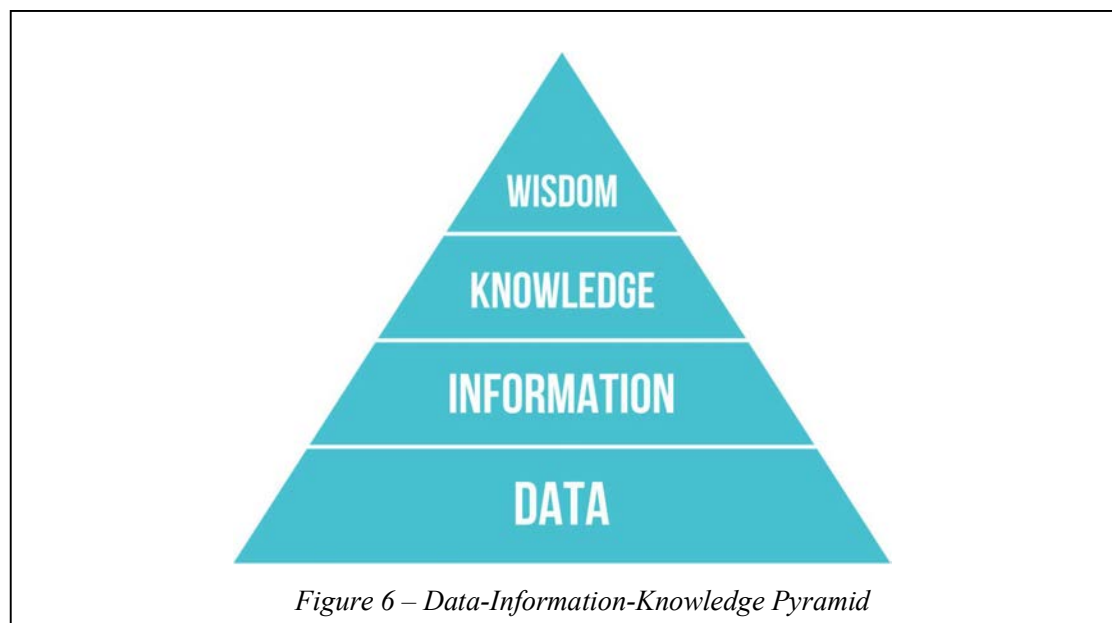 WISDOM
KNOWLEDGE
INFORMATION
DATA
Figure 6 – Data-Information-Knowledge Pyramid